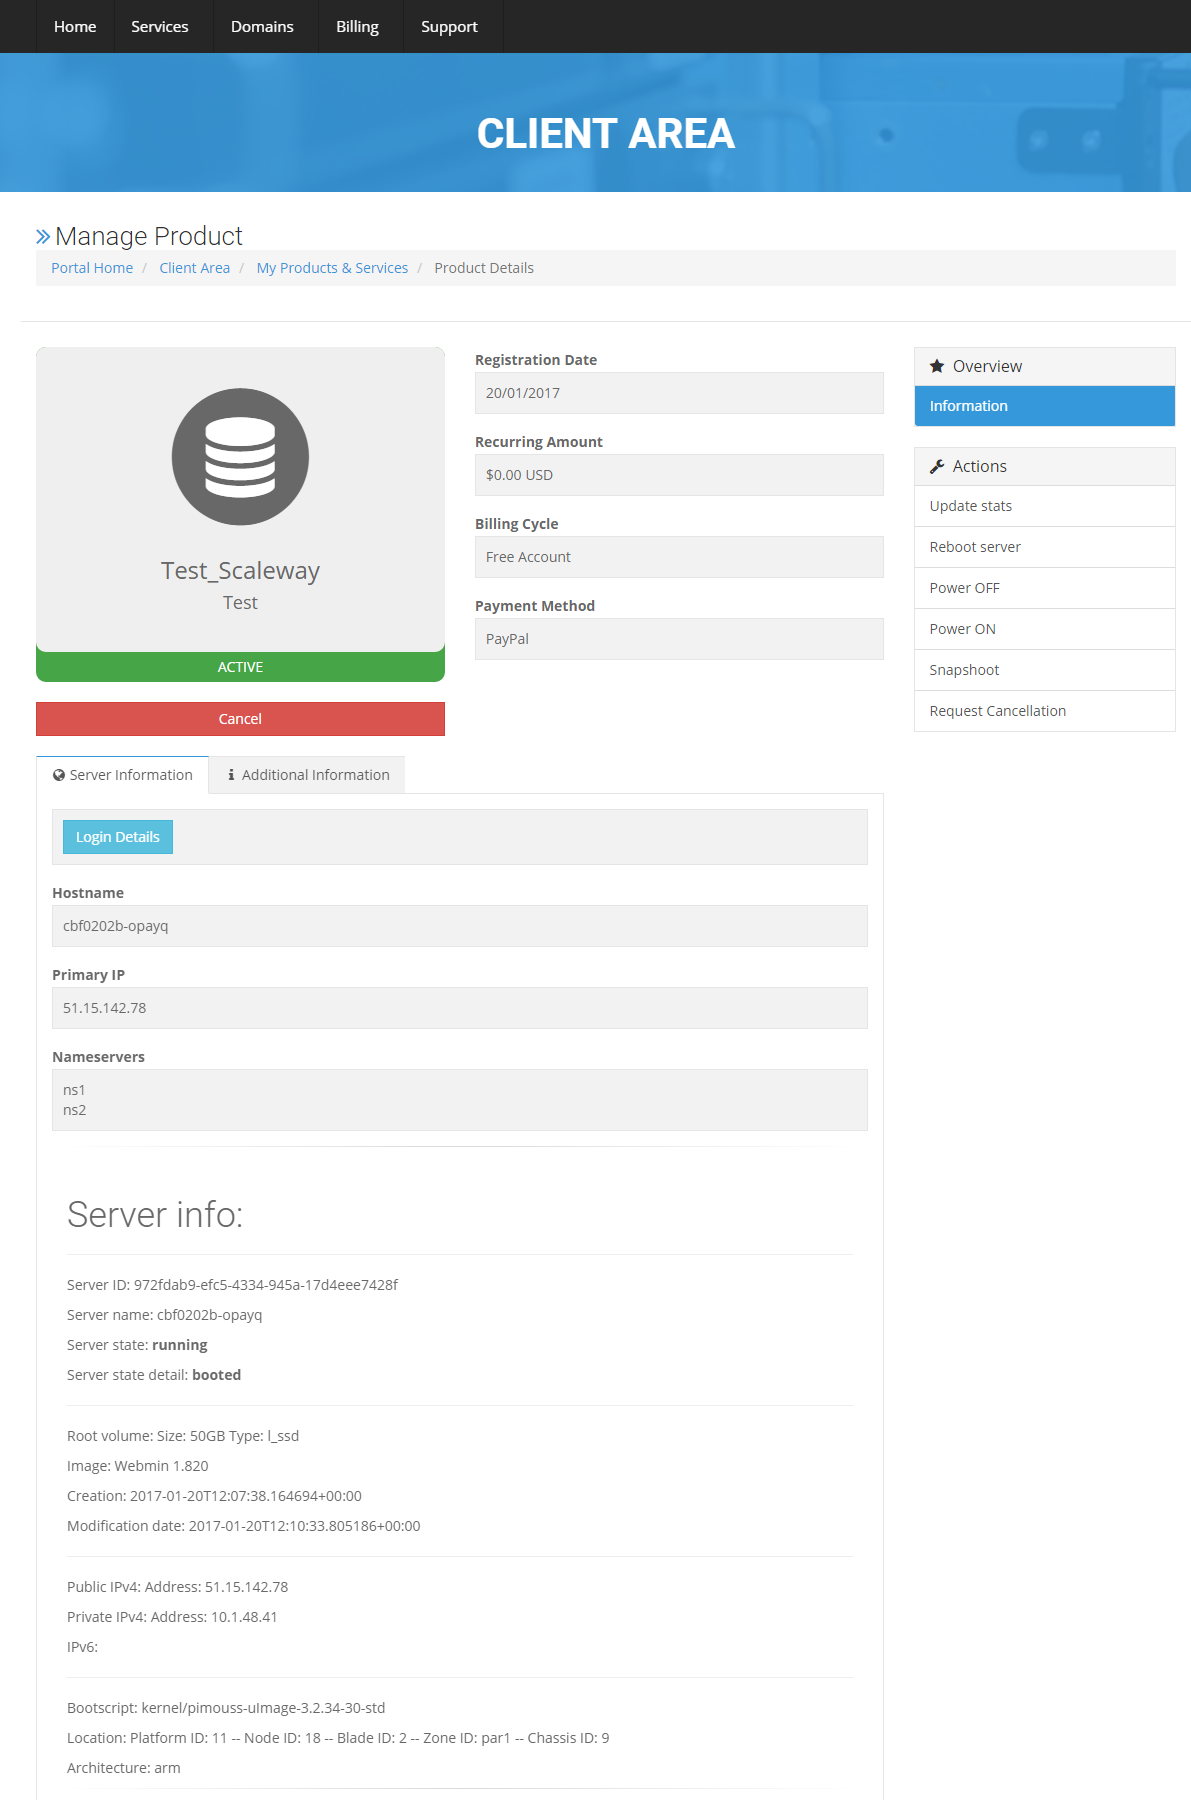 Home Services Domains Billing Support
CLIENT AREA
Manage Product
Portal Home / Client Area / My Products & Services / Product Details
Test_Scaleway
Test
ACTIVE
Cancel
Registration Date
20/01/2017
Recurring Amount
$0.00 USD
Billing Cycle
Free Account
Payment Method
PayPal
Overview
Information
Actions
Update stats
Reboot server
Power OFF
Power ON
Snapshoot
Request Cancellation
Server Information Additional Information
Login Details
Hostname
cbf0202b-opayq
Primary IP
51.15.142.78
Nameservers
ns1
ns2
Server info:
Server ID: 972fdab9-efc5-4334-945a-17d4eee7428f
Server name: cbf0202b-opayq
Server state: running
Server state detail: booted
Root volume: Size: 50GB Type: l_ssd
Image: Webmin 1.820
Creation: 2017-01-20T12:07:38.164694+00:00
Modification date: 2017-01-20T12:10:33.805186+00:00
Public IPv4: Address: 51.15.142.78
Private IPv4: Address: 10.1.48.41
IPv6:
Bootscript: kernel/pimouss-uImage-3.2.34-30-std
Location: Platform ID: 11 -- Node ID: 18 -- Blade ID: 2 -- Zone ID: par1 -- Chassis ID: 9
Architecture: arm